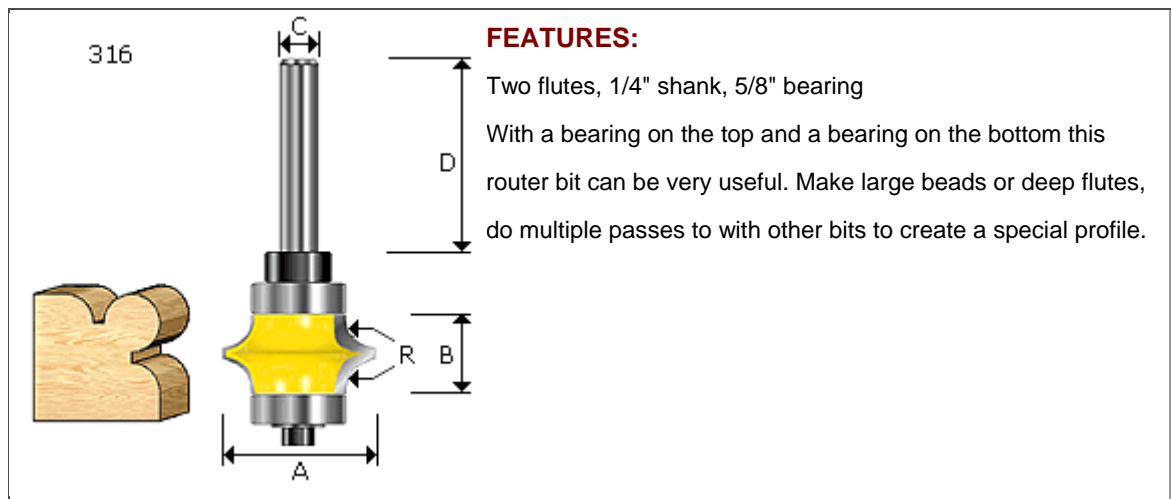 316
C
D
R
B
A
FEATURES:
Two flutes, 1/4" shank, 5/8" bearing
With a bearing on the top and a bearing on the bottom this
router bit can be very useful. Make large beads or deep flutes,
do multiple passes to with other bits to create a special profile.